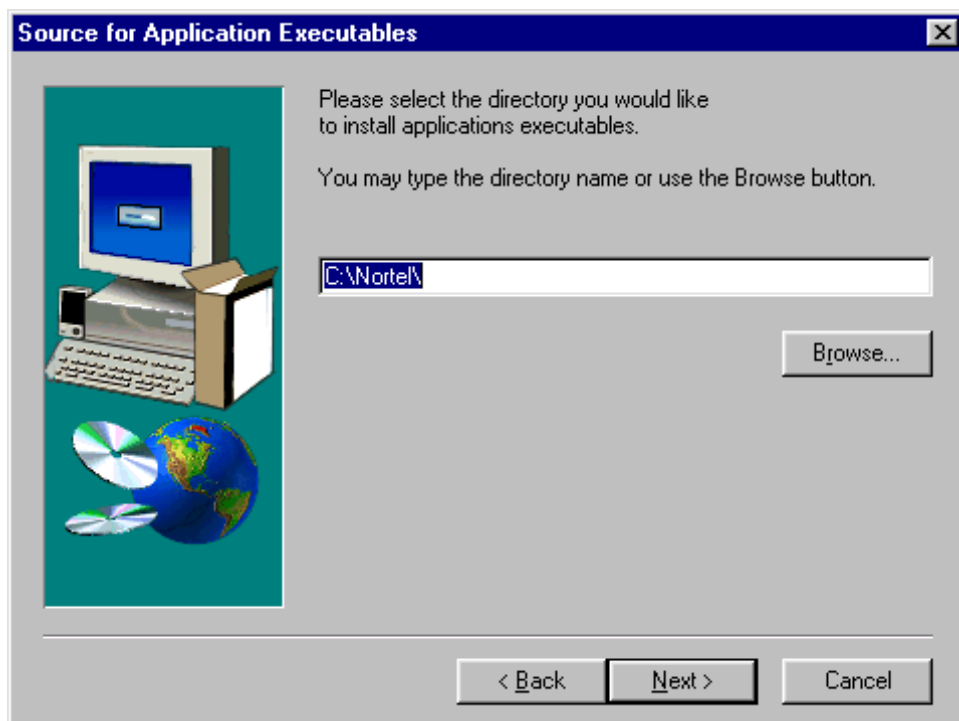 Source for Application Executables
Please select the directory you would like
to install applications executables.
You may type the directory name or use the Browse button.
C:\Nortel\
Browse...
< Back
Next >
Cancel